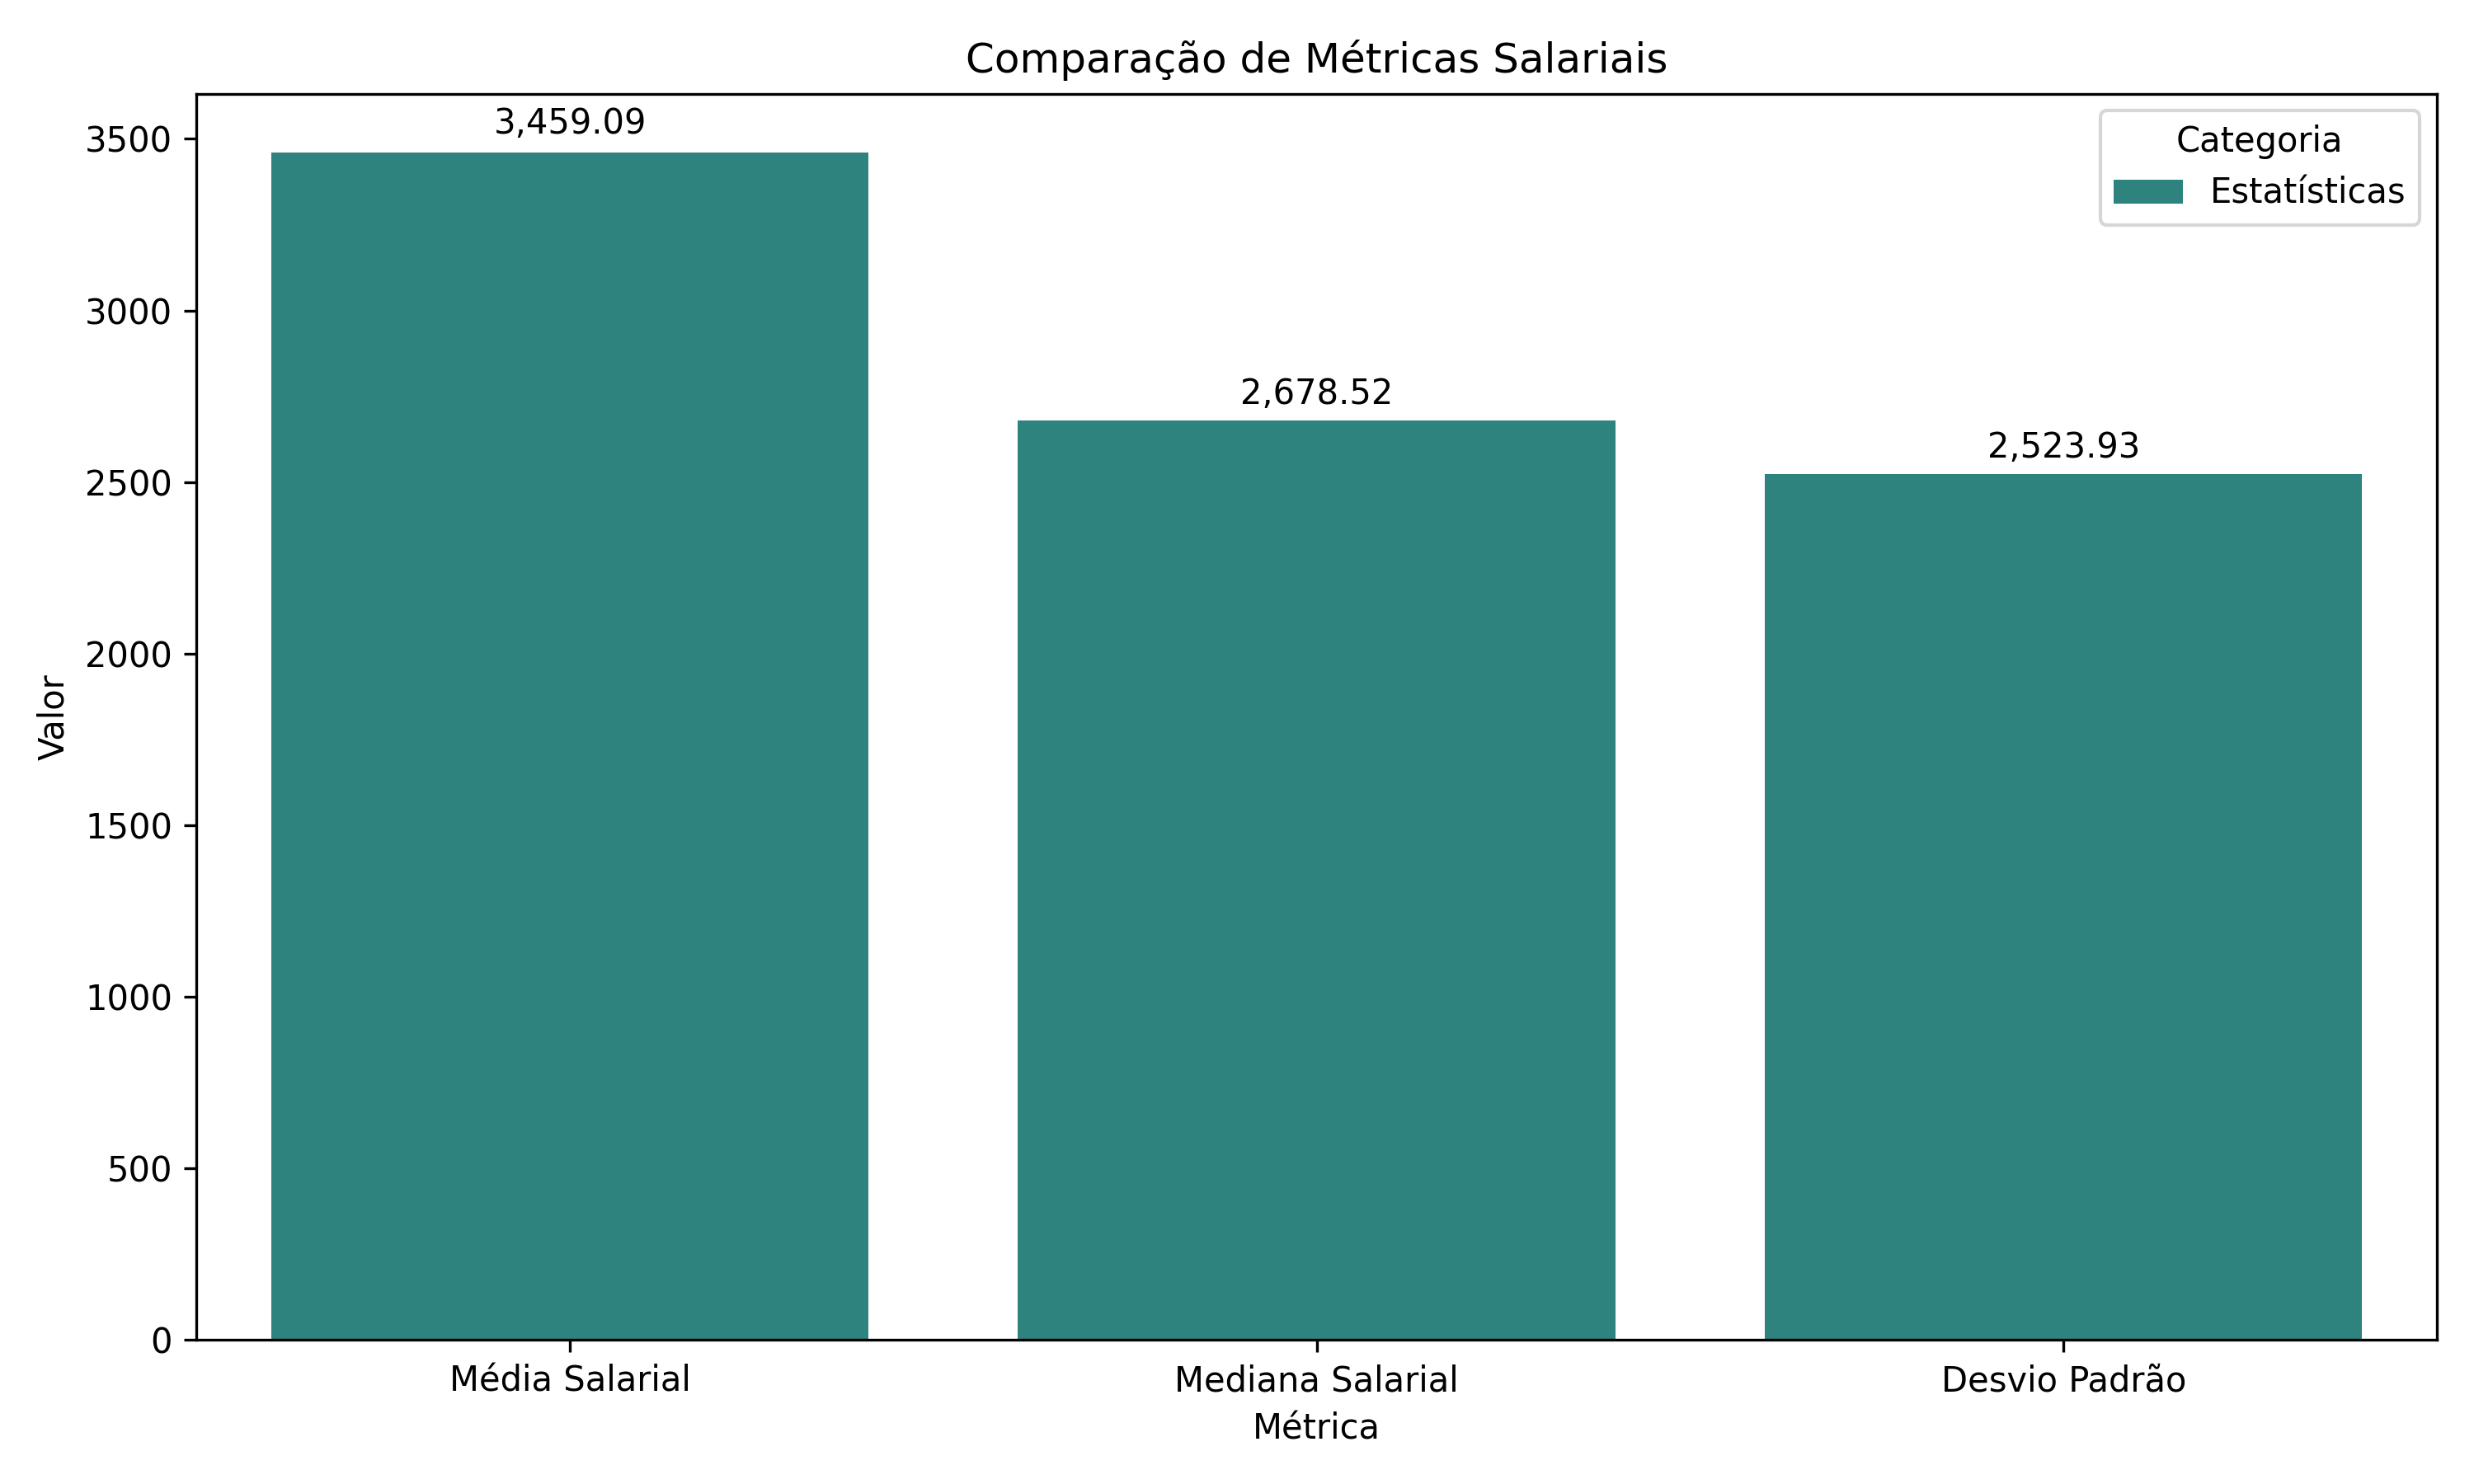 Comparação de Métricas Salariais
3,459.09
2,678.52
2,523.93
Categoria
Estatísticas
3500
3000
2500
2000
1500
1000
500
0
Valor
Média Salarial
Mediana Salarial
Desvio Padrão
Métrica